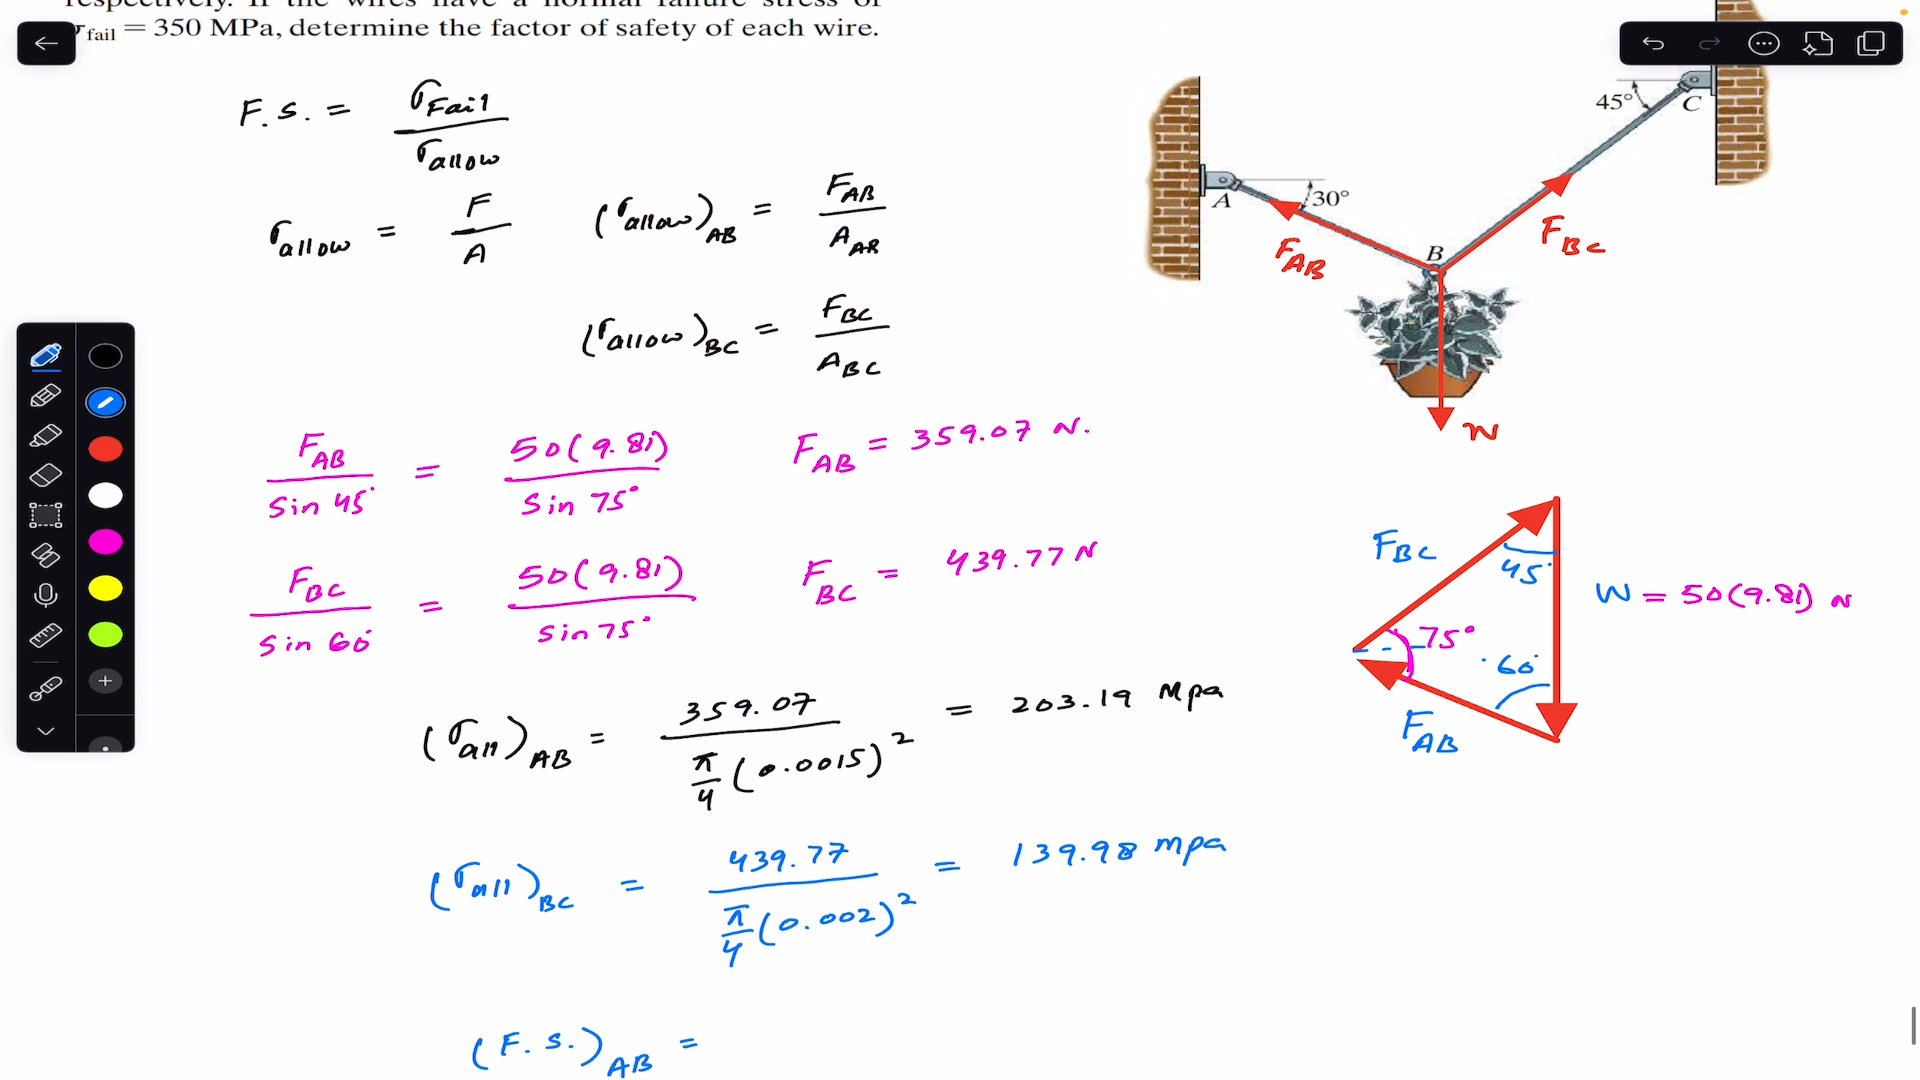 respectively. If the wires have a normal failure stress of
σfail = 350 MPa, determine the factor of safety of each wire.
F.S. = σFail / σallow
σallow = F / A
(σallow)AB = FAB / AAB
(σallow)BC = FBC / ABC
FAB / Sin 45° = 50(9.81) / Sin 75°
FAB = 359.07 N.
FBC / Sin 60° = 50(9.81) / Sin 75°
FBC = 439.77 N
(σall)AB = 359.07 / π/4 (0.0015)² = 203.19 Mpa
(σall)BC = 439.77 / π/4 (0.002)² = 139.98 Mpa
(F.S.)AB =
45°
C
A
30°
B
FAB
FBC
W
FBC
45°
W = 50(9.81) N
75°
60°
FAB